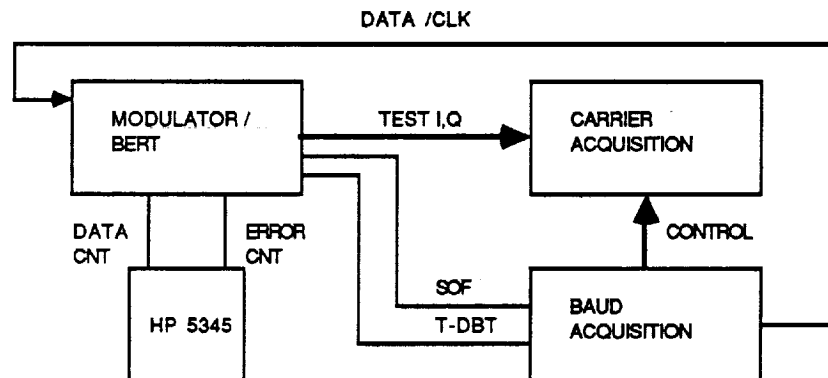 DATA /CLK
MODULATOR /
BERT
TEST I,Q
CARRIER
ACQUISITION
DATA
CNT
ERROR
CNT
CONTROL
HP 5345
SOF
T-DBT
BAUD
ACQUISITION